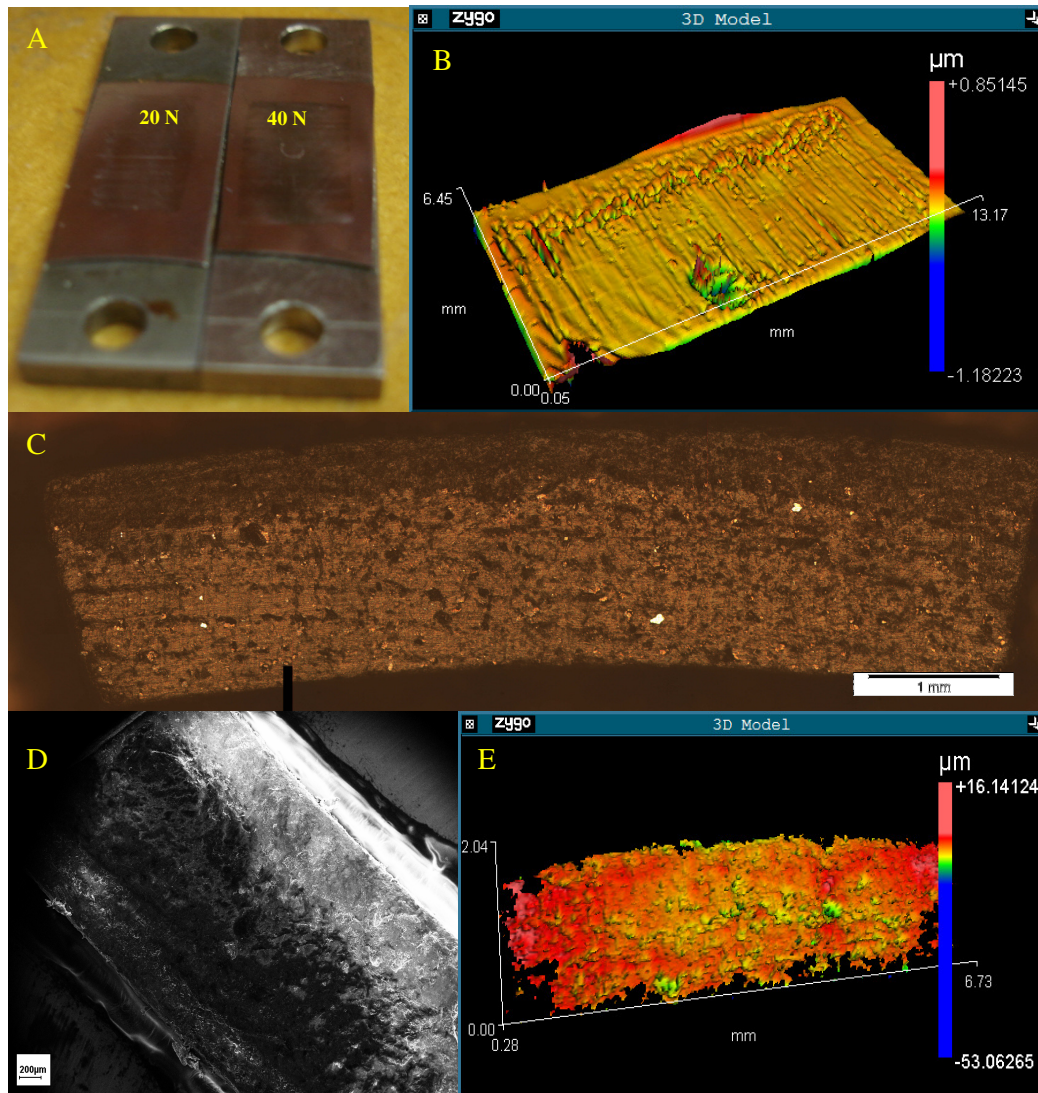 A
20 N
40 N
zygo
3D Model
B
µm
+0.85145
-1.18223
6.45
mm
0.00
0.05
mm
13.17
C
1 mm
D
200µm
zygo
3D Model
E
µm
+16.14124
-53.06265
2.04
0.00
0.28
mm
6.73